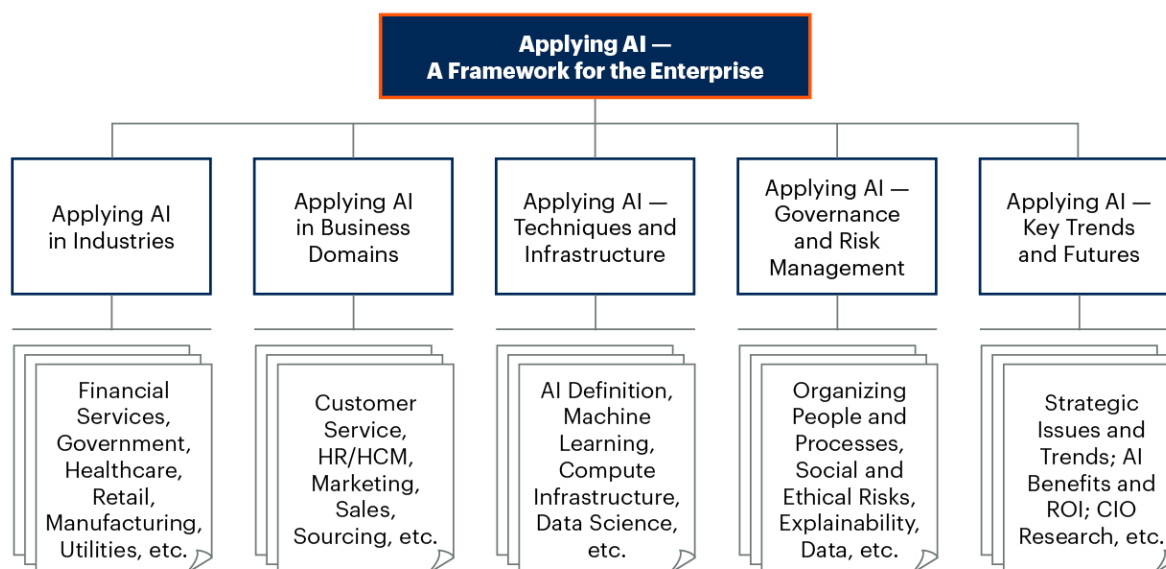 Applying AI —
A Framework for the Enterprise
Applying AI
in Industries
Applying AI
in Business
Domains
Applying AI —
Techniques and
Infrastructure
Applying AI —
Governance
and Risk
Management
Applying AI —
Key Trends
and Futures
Financial
Services,
Government,
Healthcare,
Retail,
Manufacturing,
Utilities, etc.
Customer
Service,
HR/HCM,
Marketing,
Sales,
Sourcing, etc.
AI Definition,
Machine
Learning,
Compute
Infrastructure,
Data Science,
etc.
Organizing
People and
Processes,
Social and
Ethical Risks,
Explainability,
Data, etc.
Strategic
Issues and
Trends; AI
Benefits and
ROI; CIO
Research, etc.